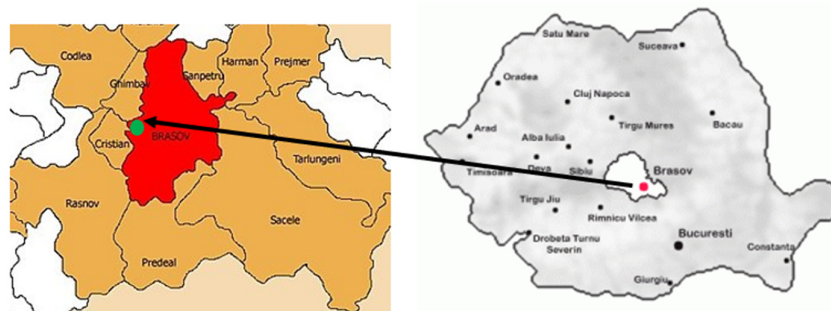 Codlea
Harman
Prejmer
Ghimbav
Sanpetru
Cristian
BRASOV
Tarlungeni
Rasnov
Sacele
Predeal
Satu Mare
Suceava
Oradea
Cluj Napoca
Tirgu Mures
Bacau
Arad
Alba Iulia
Timisoara
Deva
Sibiu
Brasov
Tirgu Jiu
Rimnicu Vilcea
Drobeta Turnu
Severin
Bucuresti
Constanta
Giurgiu